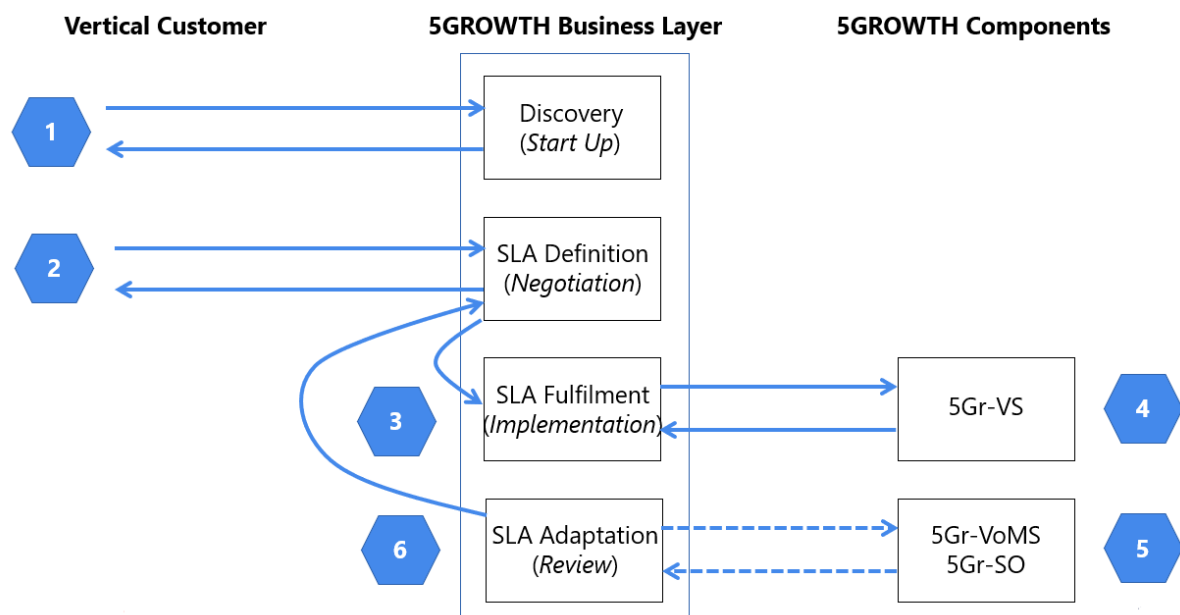 Vertical Customer
5GROWTH Business Layer
5GROWTH Components
1
Discovery
(Start Up)
2
SLA Definition
(Negotiation)
3
SLA Fulfilment
(Implementation)
5Gr-VS
4
6
SLA Adaptation
(Review)
5Gr-VoMS
5Gr-SO
5